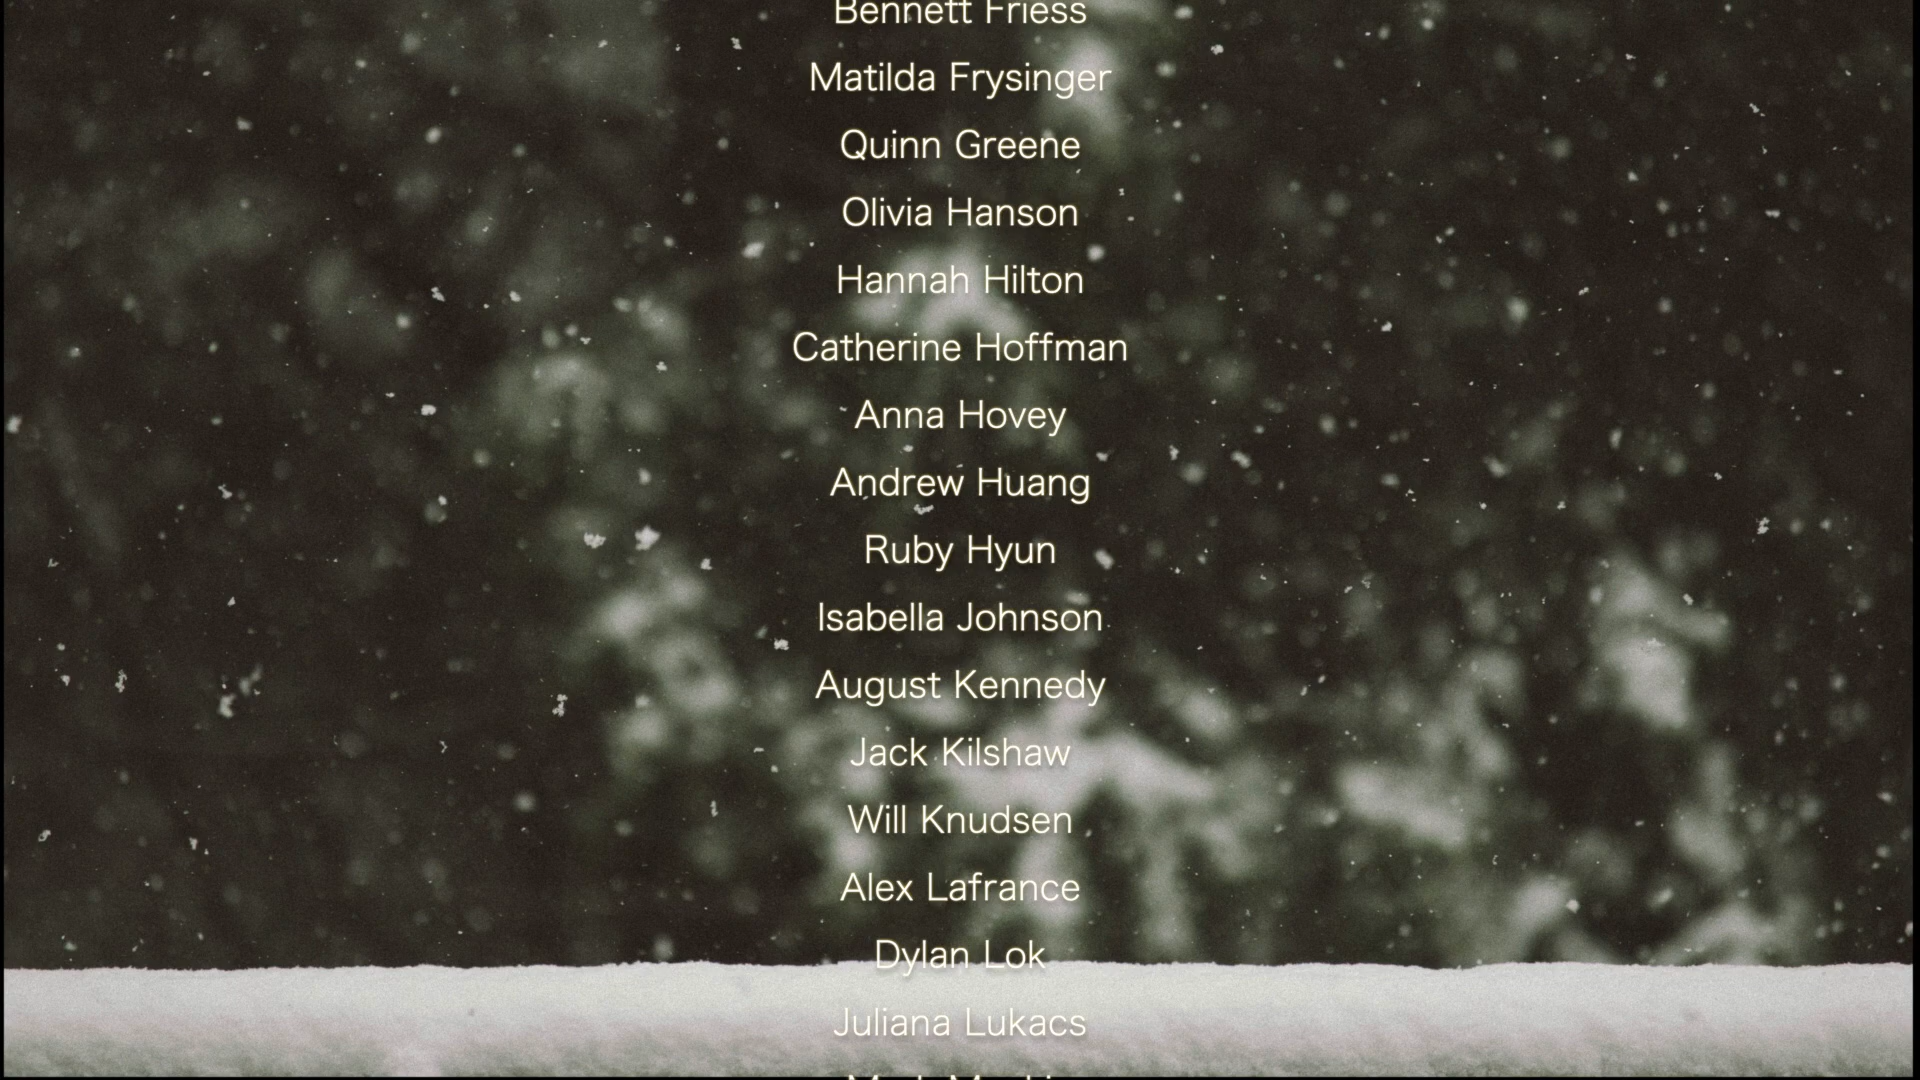 Bennett Friess
Matilda Frysinger
Quinn Greene
Olivia Hanson
Hannah Hilton
Catherine Hoffman
Anna Hovey
Andrew Huang
Ruby Hyun
Isabella Johnson
August Kennedy
Jack Kilshaw
Will Knudsen
Alex Lafrance
Dylan Lok
Juliana Lukacs